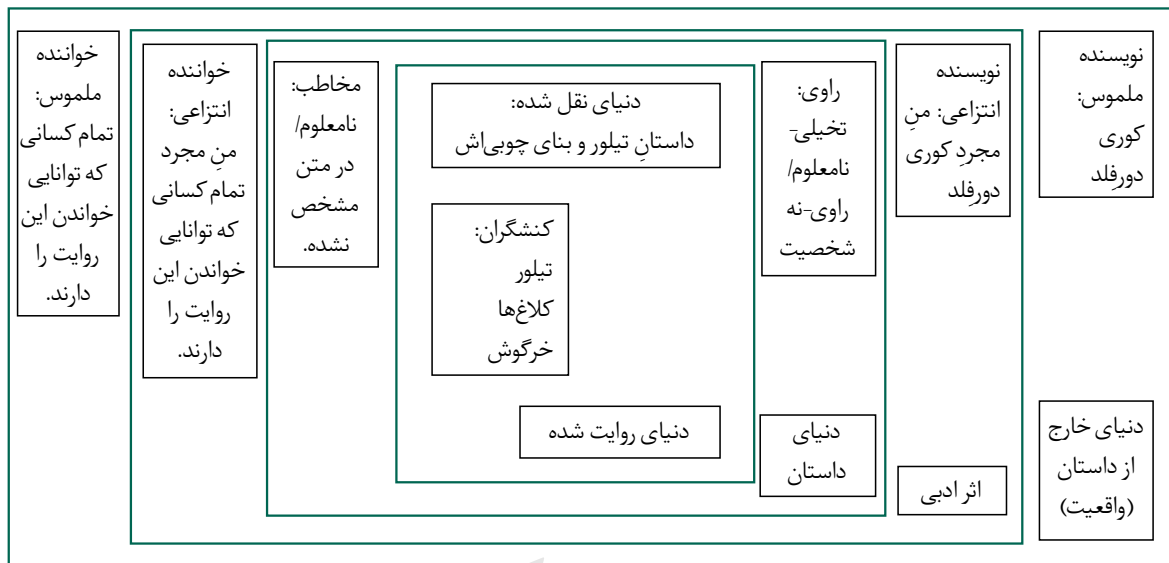 نویسنده
ملموس:
کوری
دورفِلد
دنیای خارج
از داستان
(واقعیت)
نویسنده
انتزاعی: منِ
مجردِ کوری
دورفِلد
اثر ادبی
راوی:
تخیلی-
نامعلوم/
راوی-نه
شخصیت
دنیای
داستان
دنیای نقل شده:
داستانِ تیلور و بنای چوبی‌اش
کنشگران:
تیلور
کلاغ‌ها
خرگوش
دنیای روایت شده
مخاطب:
نامعلوم/
در متن
مشخص
نشده.
خواننده
انتزاعی:
منِ مجرد
تمام کسانی
که توانایی
خواندن این
روایت را
دارند.
خواننده
ملموس:
تمام کسانی
که توانایی
خواندن این
روایت را
دارند.